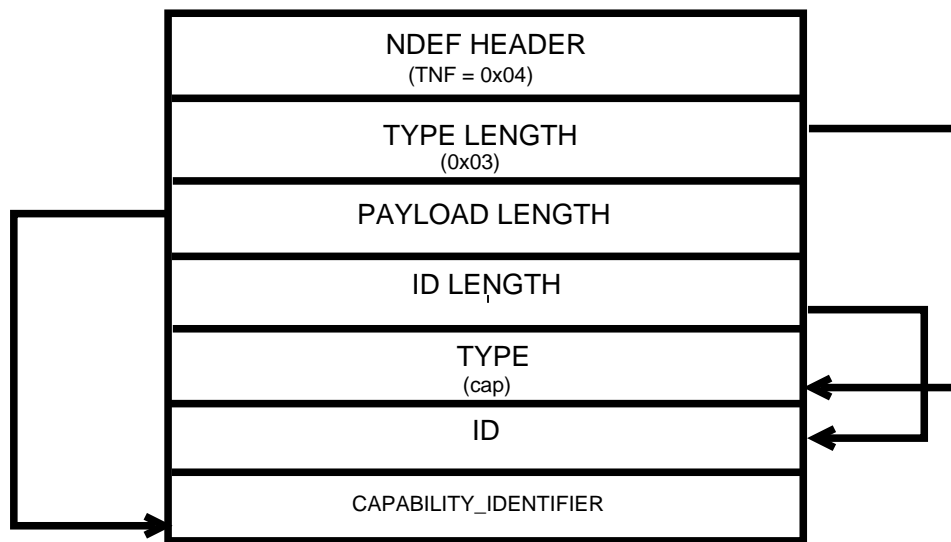 NDEF HEADER
(TNF = 0x04)
TYPE LENGTH
(0x03)
PAYLOAD LENGTH
ID LENGTH
TYPE
(cap)
ID
CAPABILITY_IDENTIFIER